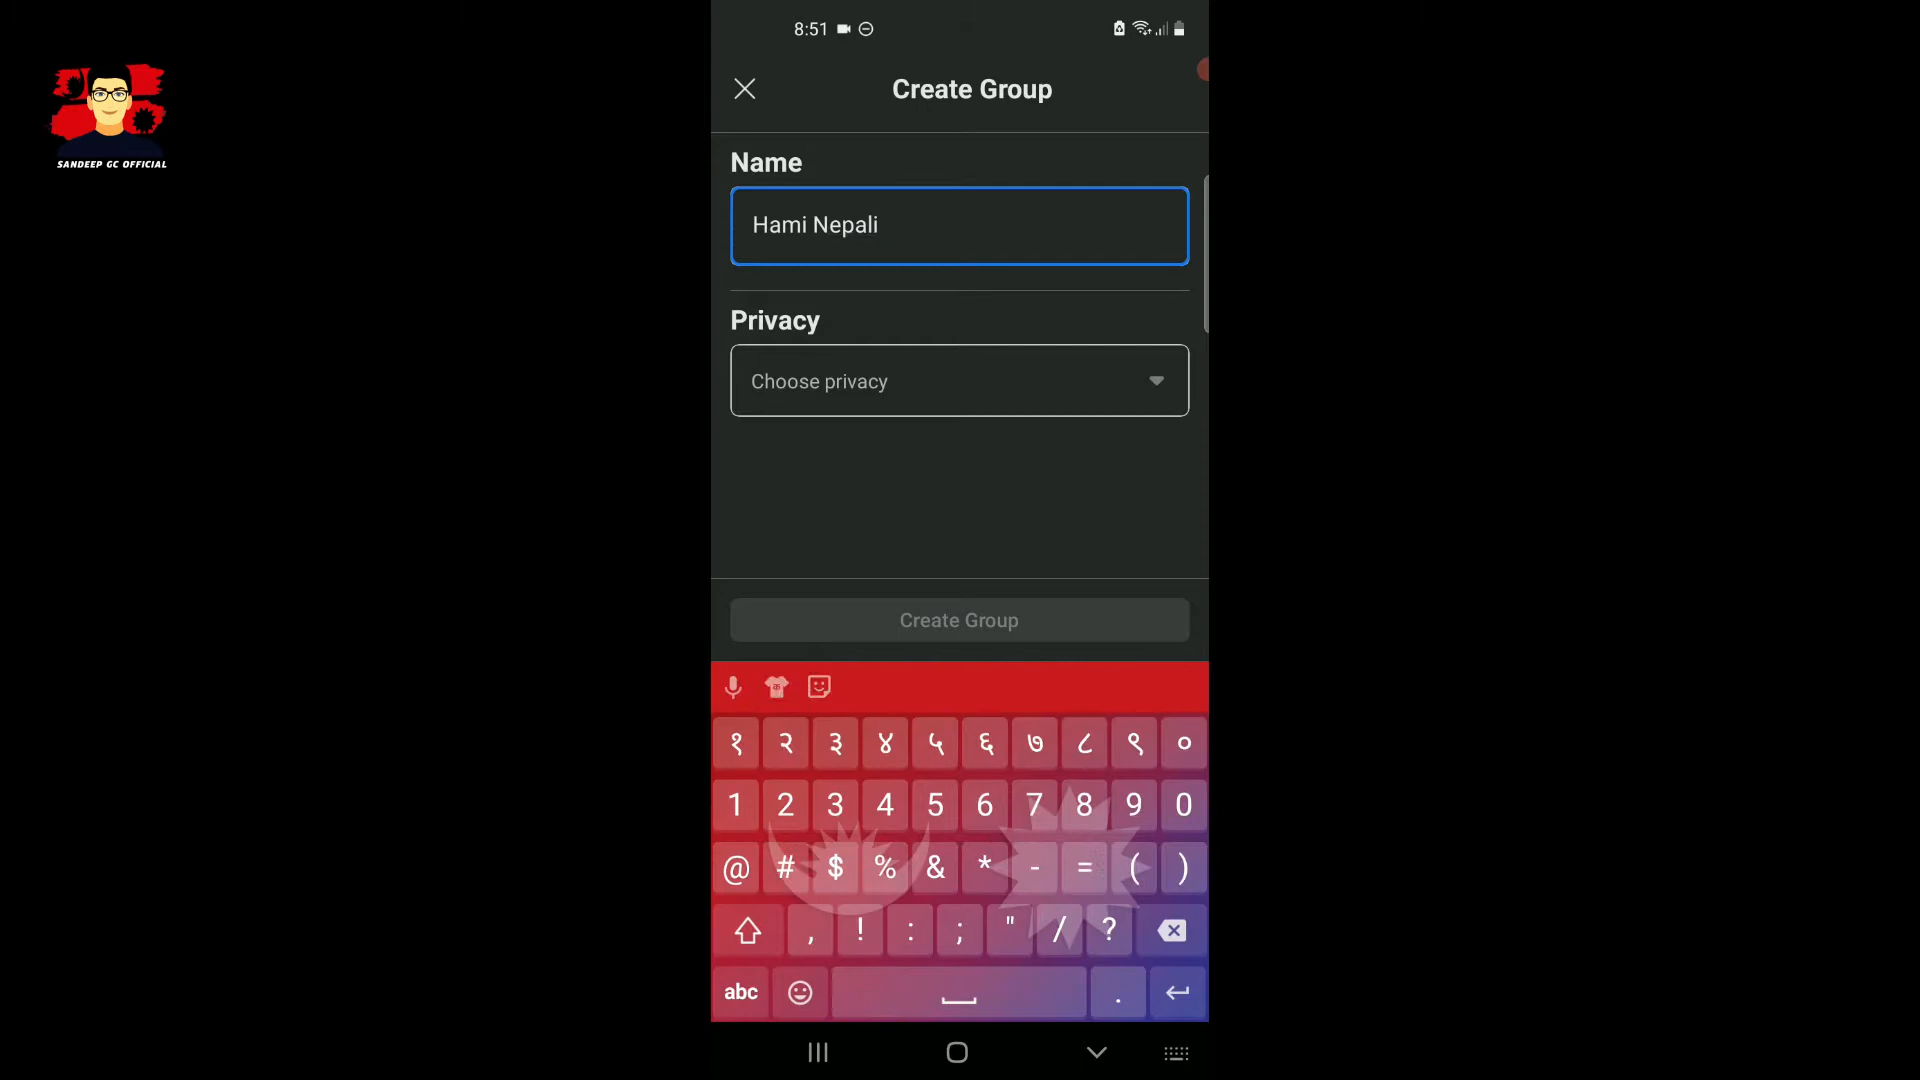 8:51
SANDEEP GC OFFICIAL
Create Group
Name
Hami Nepali
Privacy
Choose privacy
Create Group
१ २ ३ ४ ५ ६ ७ ८ ९ ०
1 2 3 4 5 6 7 8 9 0
@ # $ % & * - = ( )
, ! : ; " / ?
abc .